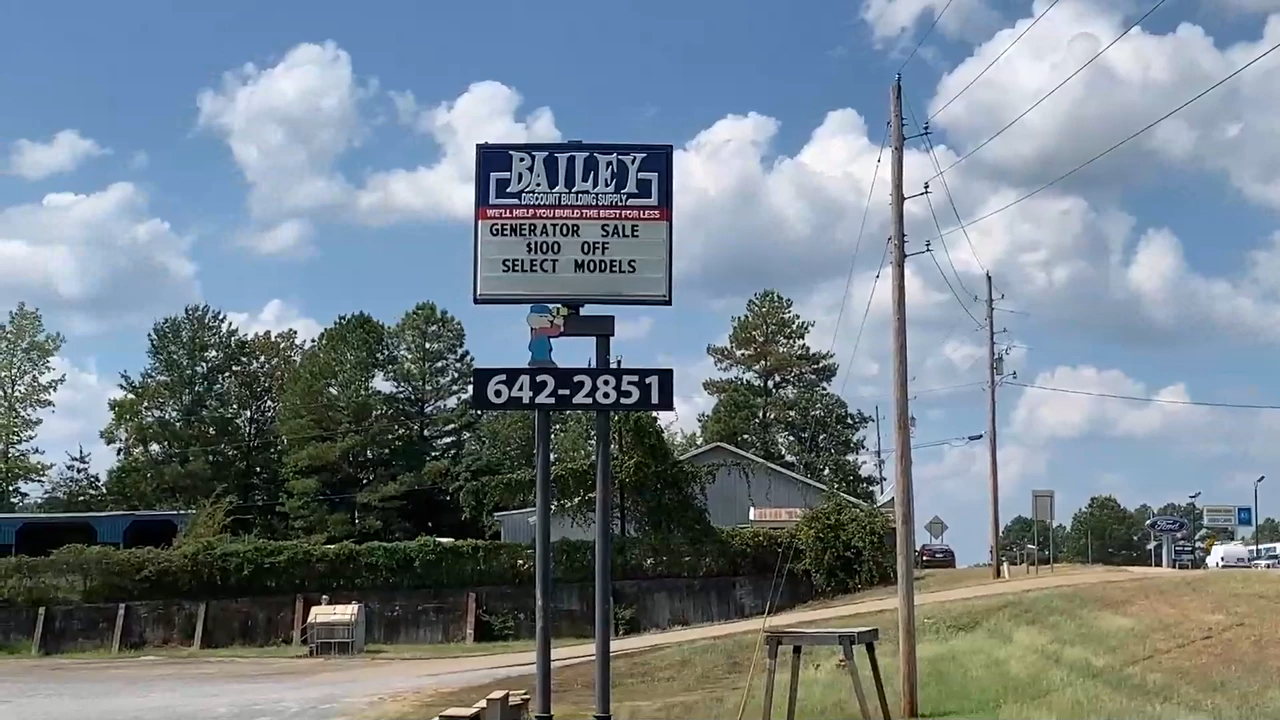 BAILEY
DISCOUNT BUILDING SUPPLY
WE'LL HELP YOU BUILD THE BEST FOR LESS
GENERATOR SALE
$100 OFF
SELECT MODELS
642-2851
Ford